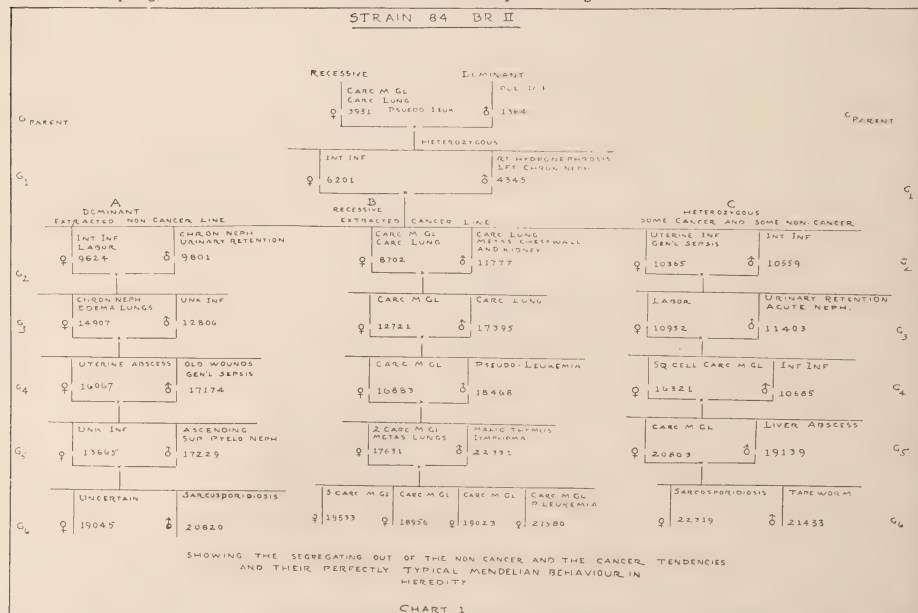 STRAIN 84 BR II
RECESSIVE
DOMINANT
CARC M GL
CARC LUNG
♀ 3931 PSUEDO LEUK
♂ 1364
G PARENT
G PARENT
HETEROZYGOUS
INT INF
♀ 6201
RT HYDRONEPHROSIS
LFT CHRON NEPH
♂ 4345
G1
G1
A
DOMINANT
EXTRACTED NON CANCER LINE
B
RECESSIVE
EXTRACTED CANCER LINE
C
HETEROZYGOUS
SOME CANCER AND SOME NON-CANCER
INT INF
LABOR
♀ 9624
CHRON NEPH
URINARY RETENTION
♂ 9801
CARC M GL
CARC LUNG
♀ 8702
CARC LUNG
METAS CHESTWALL
AND KIDNEY
♂ 11777
UTERINE INF
GEN'L SEPSIS
♀ 10365
INT INF
♂ 10559
G2
G2
CHRON NEPH
EDEMA LUNGS
♀ 14907
UNK INF
♂ 12806
CARC M GL
♀ 12721
CARC LUNG
♂ 17395
LABOR
♀ 10952
URINARY RETENTION
ACUTE NEPH.
♂ 11403
G3
G3
UTERINE ABSCESS
♀ 16067
OLD WOUNDS
GEN'L SEPSIS
♂ 17174
CARC M GL
♀ 16883
PSEUDO-LEUKEMIA
♂ 18468
SQ CELL CARC M GL
♀ 16321
INT INF
♂ 10685
G4
G4
UNK INF
♀ 13665
ASCENDING
SUP PYELO NEPH
♂ 17229
2 CARC M GL
METAS LUNGS
♀ 17631
MALIG THYMUS
LYMPHOMA
♂ 22332
CARC M GL
♀ 20803
LIVER ABSCESS
♂ 19139
G5
G5
UNCERTAIN
♀ 19045
SARCOSPORIDIOSIS
♂ 20820
3 CARC M GL
♀ 19533
CARC M GL
♀ 18956
CARC M GL
♀ 19023
CARC M GL
P. LEUKEMIA
♀ 21580
SARCOSPORIDIOSIS
♀ 22719
TAPE WORM
♂ 21433
G6
G6
SHOWING THE SEGREGATING OUT OF THE NON CANCER AND THE CANCER TENDENCIES
AND THEIR PERFECTLY TYPICAL MENDELIAN BEHAVIOUR IN
HEREDITY
CHART 1